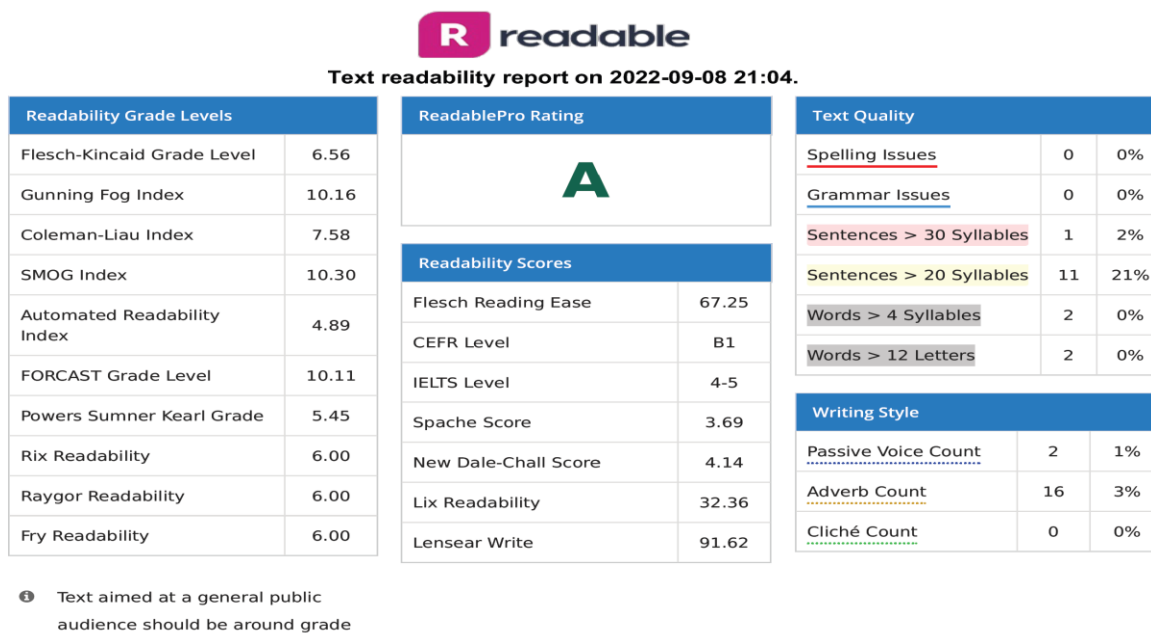 R readable
Text readability report on 2022-09-08 21:04.
Readability Grade Levels
Flesch-Kincaid Grade Level 6.56
Gunning Fog Index 10.16
Coleman-Liau Index 7.58
SMOG Index 10.30
Automated Readability
Index 4.89
FORCAST Grade Level 10.11
Powers Sumner Kearl Grade 5.45
Rix Readability 6.00
Raygor Readability 6.00
Fry Readability 6.00
Text aimed at a general public
audience should be around grade
ReadablePro Rating
A
Readability Scores
Flesch Reading Ease 67.25
CEFR Level B1
IELTS Level 4-5
Spache Score 3.69
New Dale-Chall Score 4.14
Lix Readability 32.36
Lensear Write 91.62
Text Quality
Spelling Issues 0 0%
Grammar Issues 0 0%
Sentences > 30 Syllables 1 2%
Sentences > 20 Syllables 11 21%
Words > 4 Syllables 2 0%
Words > 12 Letters 2 0%
Writing Style
Passive Voice Count 2 1%
Adverb Count 16 3%
Cliché Count 0 0%